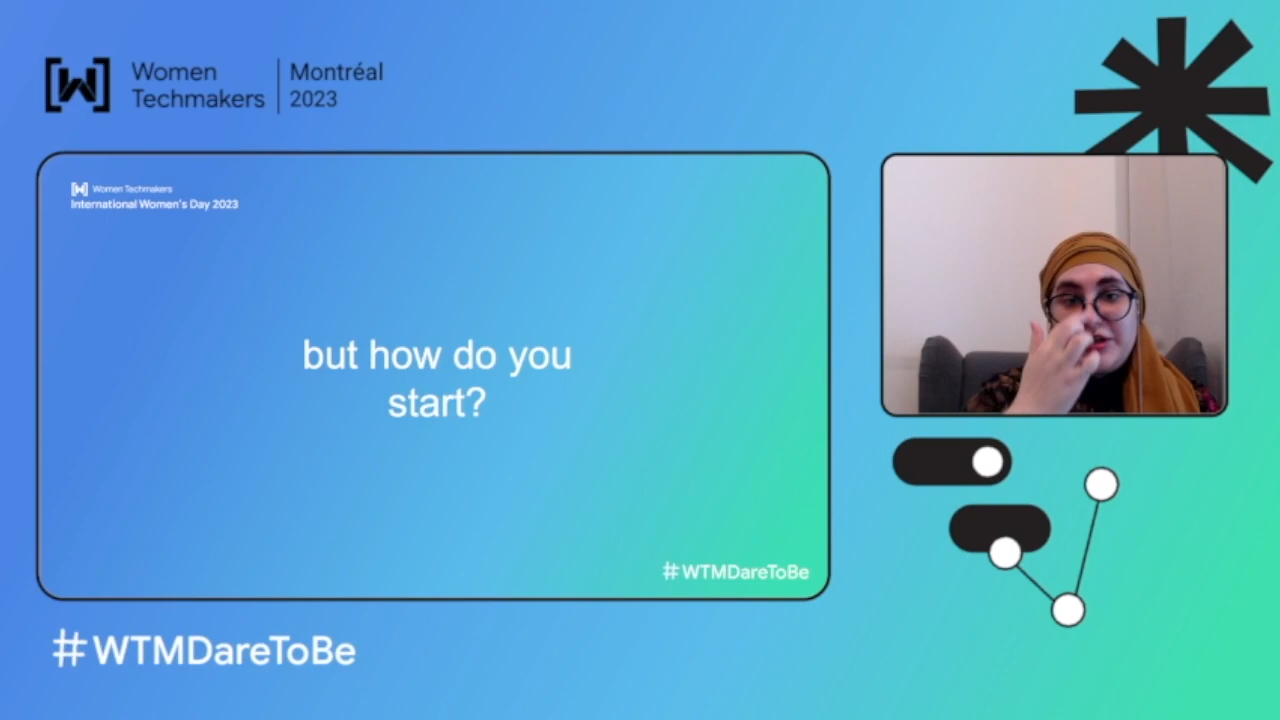 Women
Techmakers
Montréal
2023
Women Techmakers
International Women's Day 2023
but how do you
start?
#WTMDareToBe
#WTMDareToBe